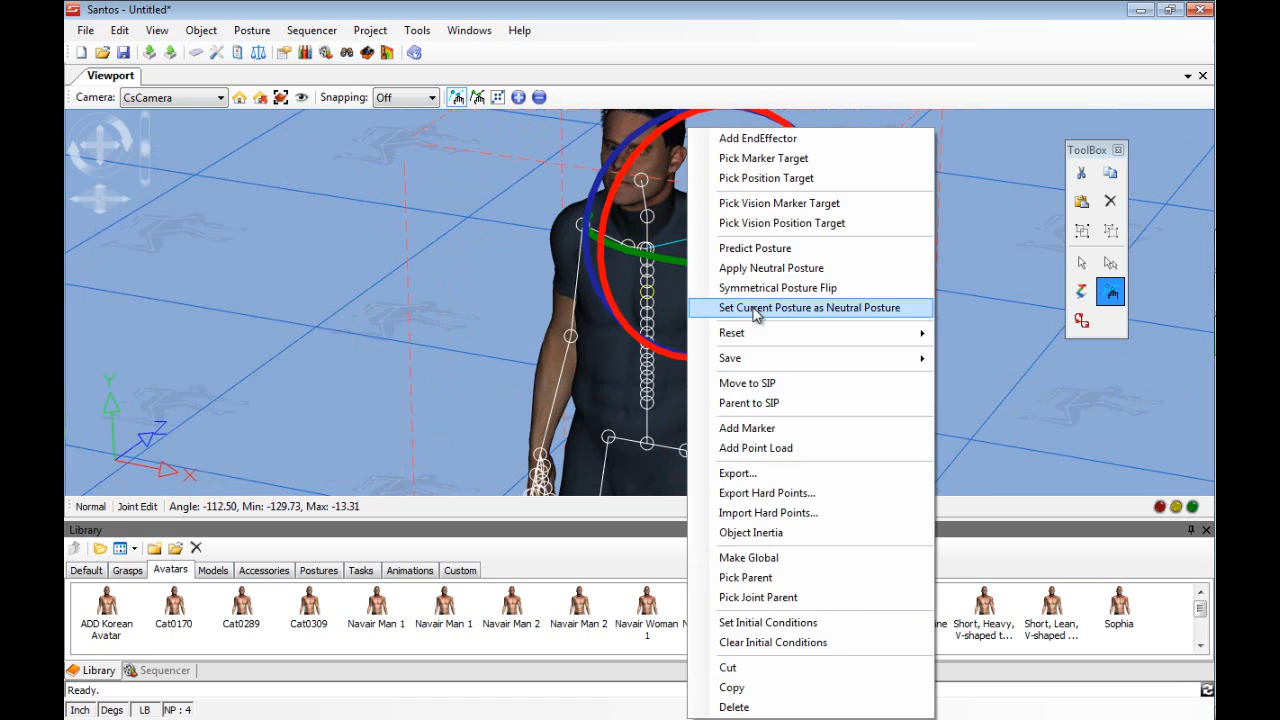 Santos - Untitled*
File Edit View Object Posture Sequencer Project Tools Windows Help
Viewport
Camera: CsCamera Snapping: Off
ToolBox
Add EndEffector
Pick Marker Target
Pick Position Target
Pick Vision Marker Target
Pick Vision Position Target
Predict Posture
Apply Neutral Posture
Symmetrical Posture Flip
Set Current Posture as Neutral Posture
Reset
Save
Move to SIP
Parent to SIP
Add Marker
Add Point Load
Export...
Export Hard Points...
Import Hard Points...
Object Inertia
Make Global
Pick Parent
Pick Joint Parent
Set Initial Conditions
Clear Initial Conditions
Cut
Copy
Delete
Y
Z
X
Normal Joint Edit Angle: -112.50, Min: -129.73, Max: -13.31
Library
Default Grasps Avatars Models Accessories Postures Tasks Animations Custom
ADD Korean Avatar
Cat0170
Cat0289
Cat0309
Navair Man 1
Navair Man 1
Navair Man 2
Navair Man 2
Navair Woman 1
Short, Heavy, V-shaped t...
Short, Lean, V-shaped ...
Sophia
Library Sequencer
Ready.
Inch Degs LB NP : 4